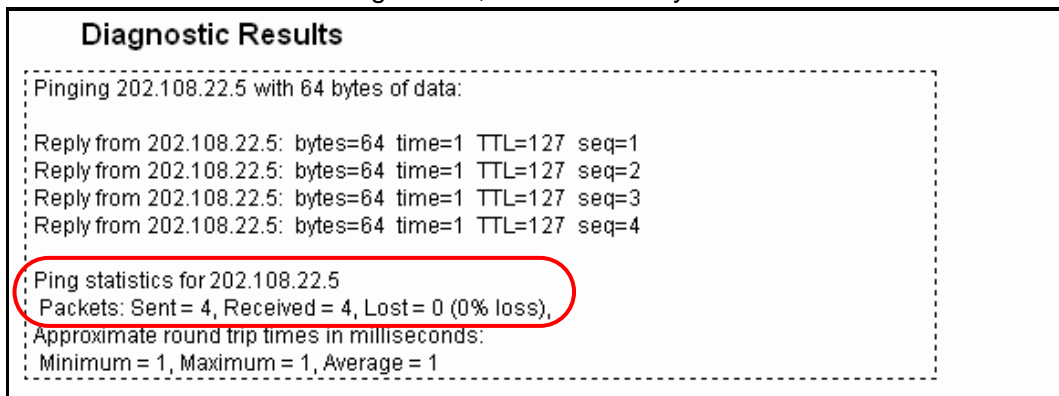 Diagnostic Results
Pinging 202.108.22.5 with 64 bytes of data:
Reply from 202.108.22.5: bytes=64 time=1 TTL=127 seq=1
Reply from 202.108.22.5: bytes=64 time=1 TTL=127 seq=2
Reply from 202.108.22.5: bytes=64 time=1 TTL=127 seq=3
Reply from 202.108.22.5: bytes=64 time=1 TTL=127 seq=4
Ping statistics for 202.108.22.5
Packets: Sent = 4, Received = 4, Lost = 0 (0% loss),
Approximate round trip times in milliseconds:
Minimum = 1, Maximum = 1, Average = 1